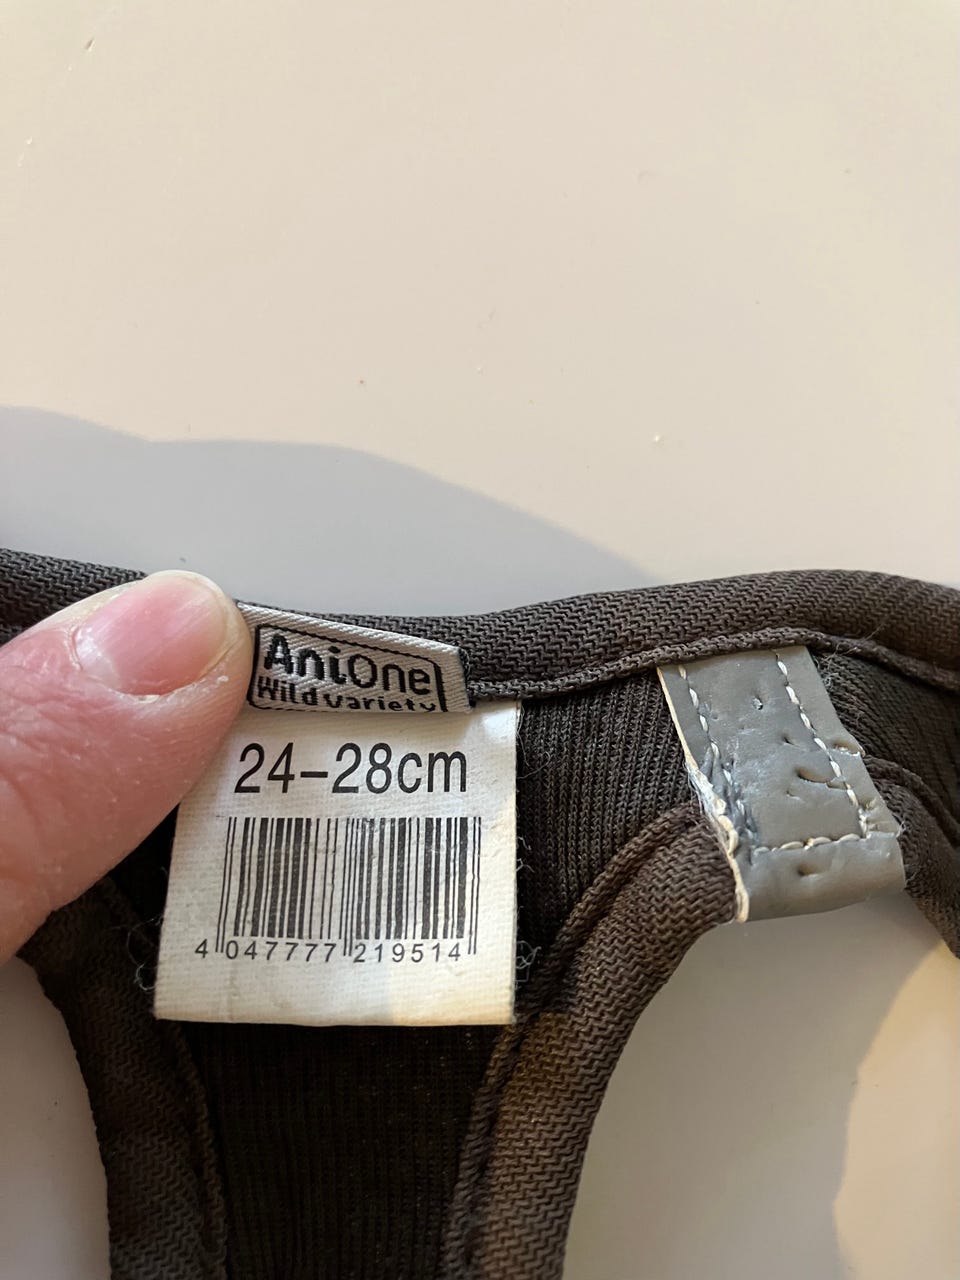 AniOne
Wild variety
24-28cm
4 047777 219514